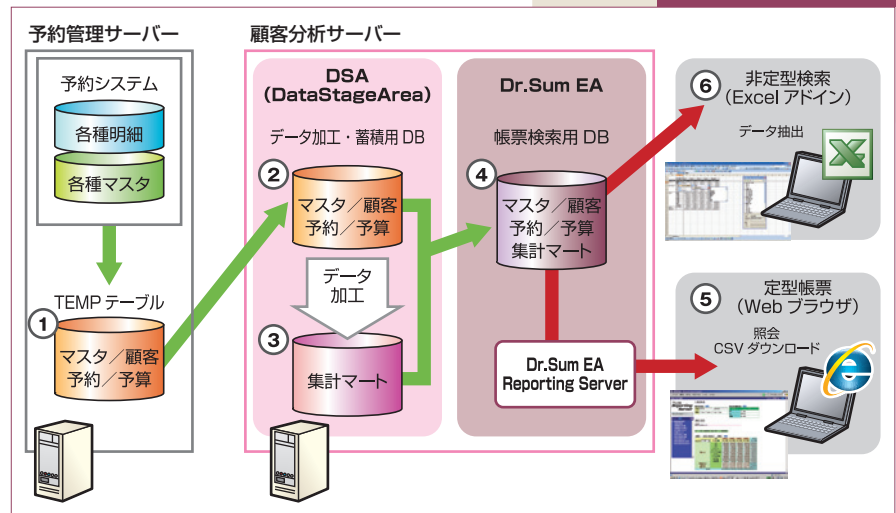 予約管理サーバー
予約システム
各種明細
各種マスタ
① TEMP テーブル
マスタ／顧客
予約／予算
顧客分析サーバー
DSA
(DataStageArea)
データ加工・蓄積用 DB
②
マスタ／顧客
予約／予算
データ
加工
③
集計マート
Dr.Sum EA
帳票検索用 DB
④
マスタ／顧客
予約／予算
集計マート
Dr.Sum EA
Reporting Server
⑥ 非定型検索
（Excel アドイン）
データ抽出
⑤ 定型帳票
（Web ブラウザ）
照会
CSV ダウンロード
Reporting
Server